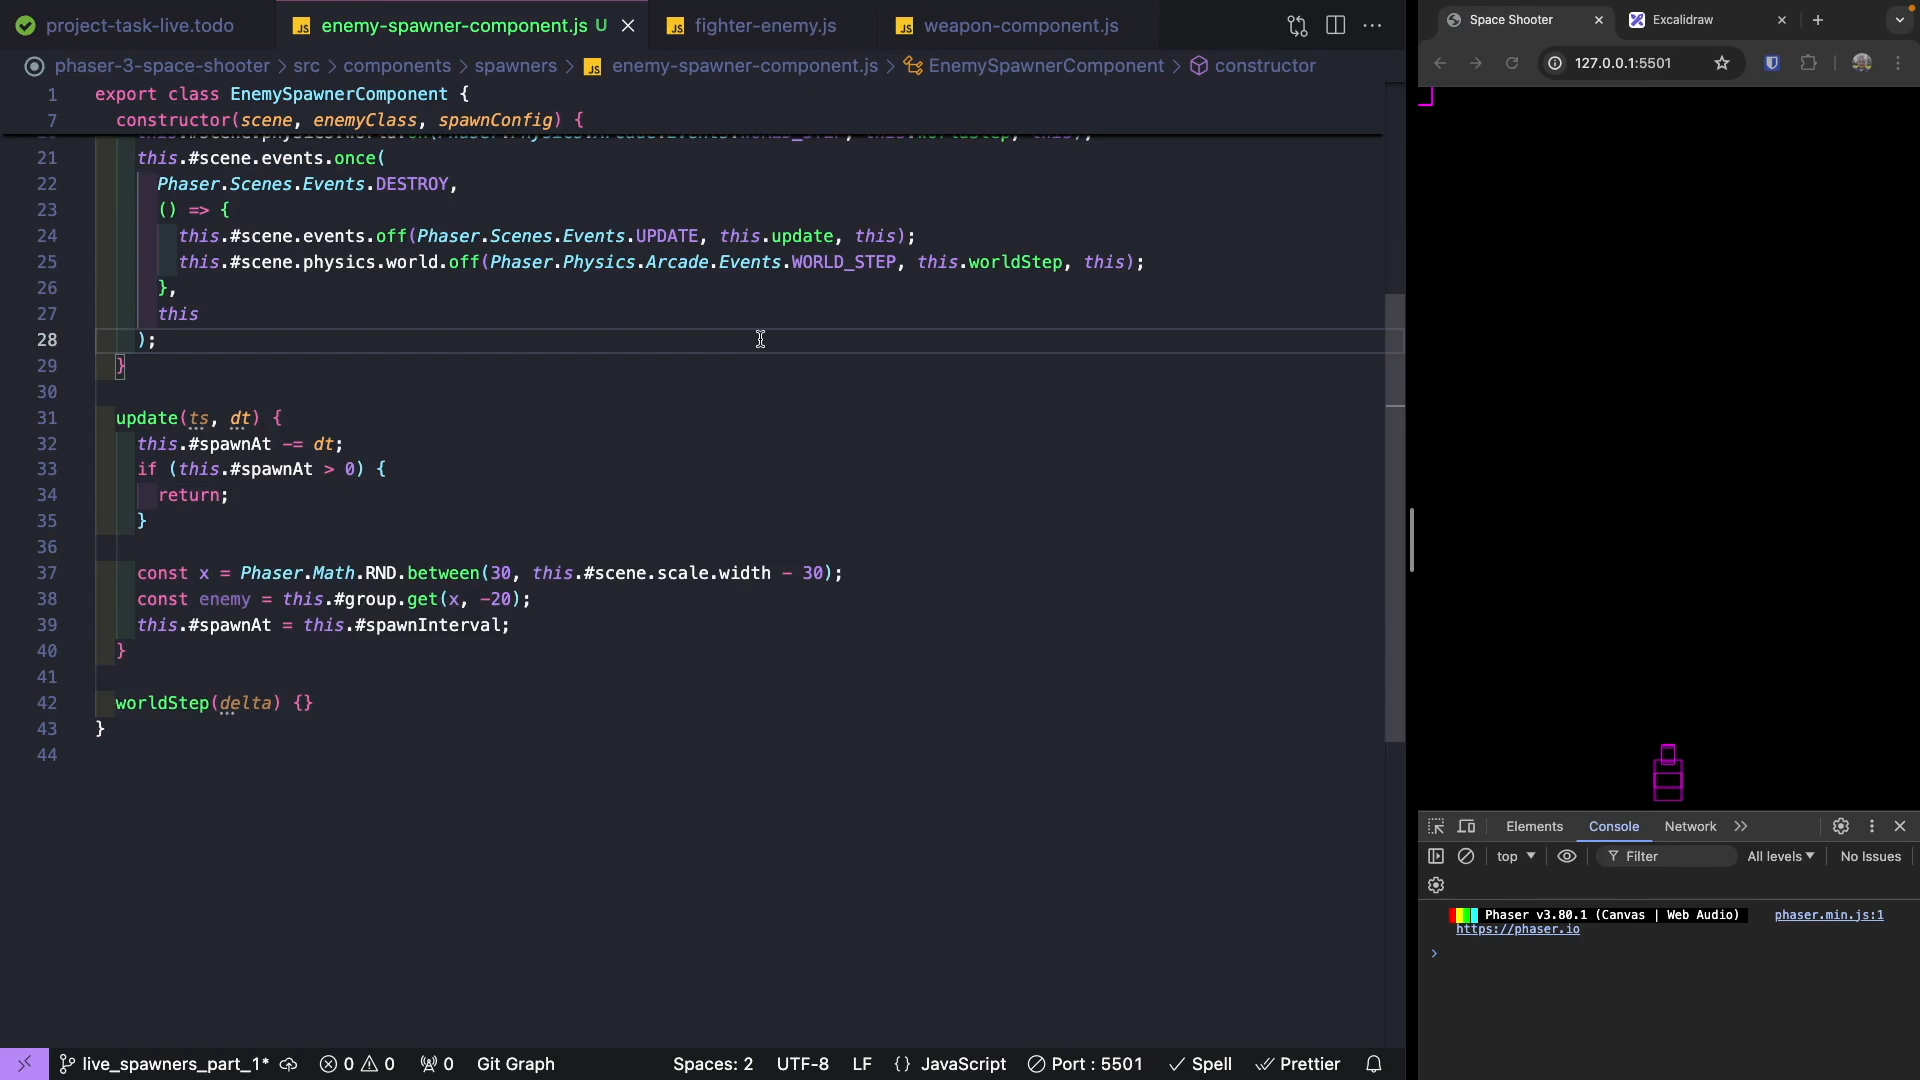 project-task-live.todo
JS enemy-spawner-component.js U
JS fighter-enemy.js
JS weapon-component.js
phaser-3-space-shooter > src > components > spawners > JS enemy-spawner-component.js > EnemySpawnerComponent > constructor
1 export class EnemySpawnerComponent {
7 constructor(scene, enemyClass, spawnConfig) {
21 this.#scene.events.once(
22 Phaser.Scenes.Events.DESTROY,
23 () => {
24 this.#scene.events.off(Phaser.Scenes.Events.UPDATE, this.update, this);
25 this.#scene.physics.world.off(Phaser.Physics.Arcade.Events.WORLD_STEP, this.worldStep, this);
26 },
27 this
28 );
29 }
30
31 update(ts, dt) {
32 this.#spawnAt -= dt;
33 if (this.#spawnAt > 0) {
34 return;
35 }
36
37 const x = Phaser.Math.RND.between(30, this.#scene.scale.width - 30);
38 const enemy = this.#group.get(x, -20);
39 this.#spawnAt = this.#spawnInterval;
40 }
41
42 worldStep(delta) {}
43 }
44
live_spawners_part_1* 0 0 0 Git Graph Spaces: 2 UTF-8 LF {} JavaScript Port : 5501 Spell Prettier
Space Shooter
Excalidraw
127.0.0.1:5501
Elements Console Network
top Filter All levels No Issues
Phaser v3.80.1 (Canvas | Web Audio) phaser.min.js:1
https://phaser.io